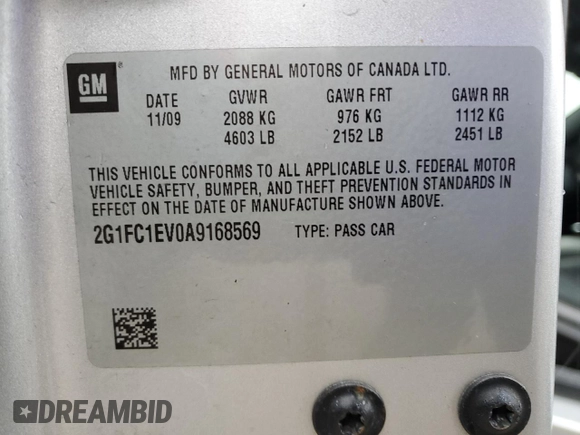 GM
MFD BY GENERAL MOTORS OF CANADA LTD.
DATE GVWR GAWR FRT GAWR RR
11/09 2088 KG 976 KG 1112 KG
4603 LB 2152 LB 2451 LB
THIS VEHICLE CONFORMS TO ALL APPLICABLE U.S. FEDERAL MOTOR
VEHICLE SAFETY, BUMPER, AND THEFT PREVENTION STANDARDS IN
EFFECT ON THE DATE OF MANUFACTURE SHOWN ABOVE.
2G1FC1EV0A9168569 TYPE: PASS CAR
DREAMBID